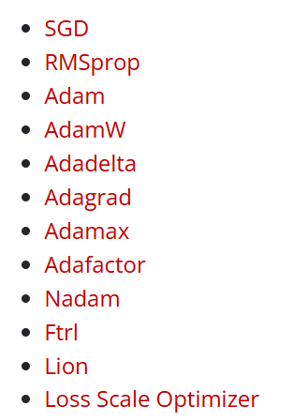 SGD
RMSprop
Adam
AdamW
Adadelta
Adagrad
Adamax
Adafactor
Nadam
Ftrl
Lion
Loss Scale Optimizer